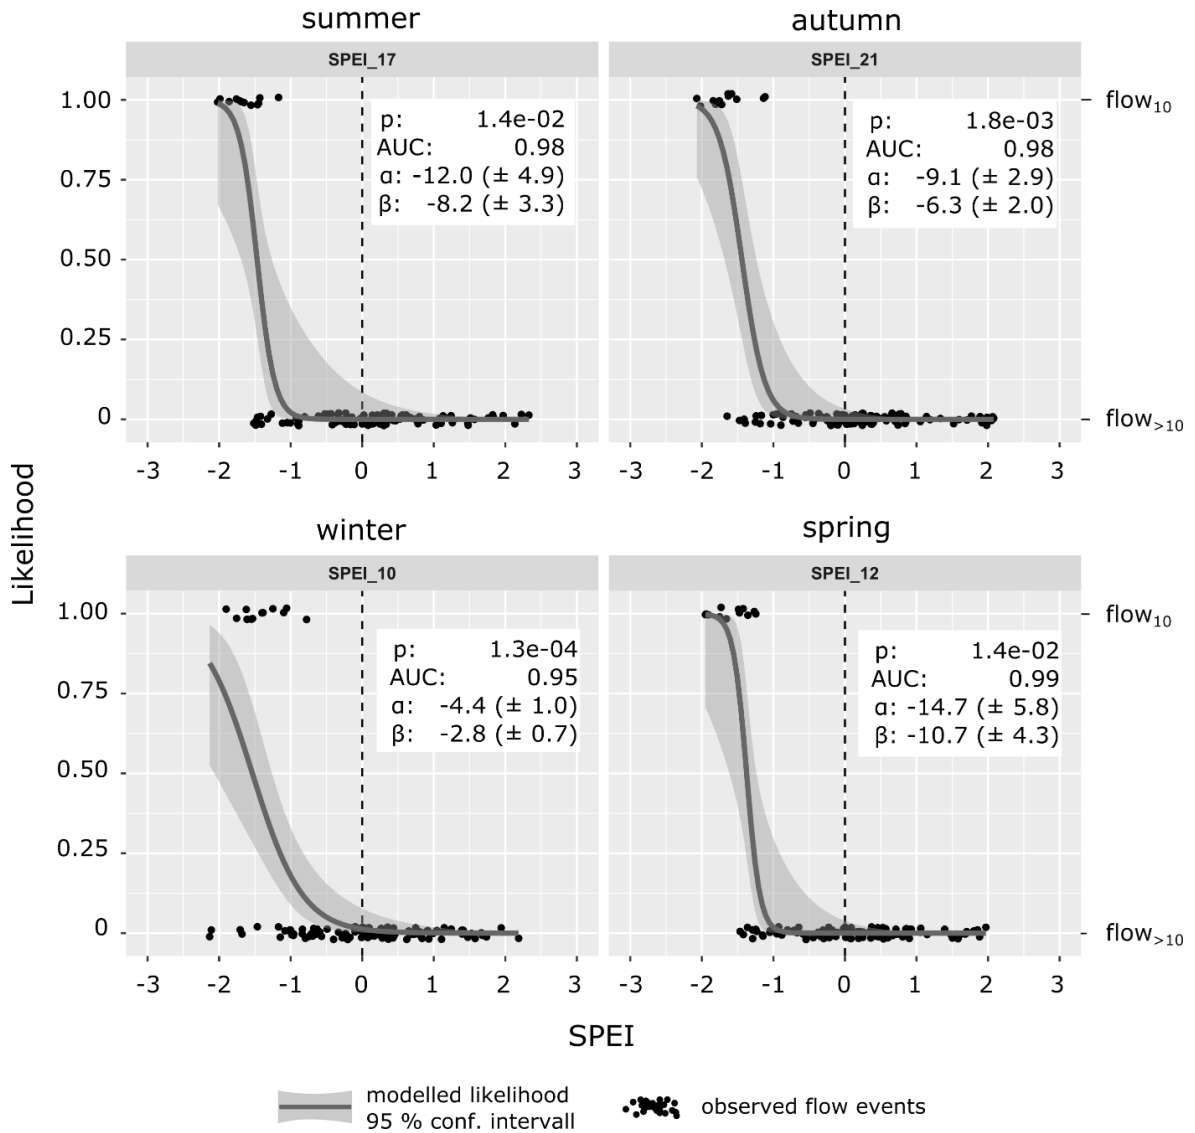 summer
SPEI_17
1.00
0.75
0.50
0.25
0
p: 1.4e-02
AUC: 0.98
α: -12.0 (± 4.9)
β: -8.2 (± 3.3)
-3 -2 -1 0 1 2 3
autumn
SPEI_21
p: 1.8e-03
AUC: 0.98
α: -9.1 (± 2.9)
β: -6.3 (± 2.0)
flow10
flow>10
-3 -2 -1 0 1 2 3
Likelihood
winter
SPEI_10
1.00
0.75
0.50
0.25
0
p: 1.3e-04
AUC: 0.95
α: -4.4 (± 1.0)
β: -2.8 (± 0.7)
-3 -2 -1 0 1 2 3
spring
SPEI_12
p: 1.4e-02
AUC: 0.99
α: -14.7 (± 5.8)
β: -10.7 (± 4.3)
flow10
flow>10
-3 -2 -1 0 1 2 3
SPEI
modelled likelihood
95 % conf. intervall
observed flow events